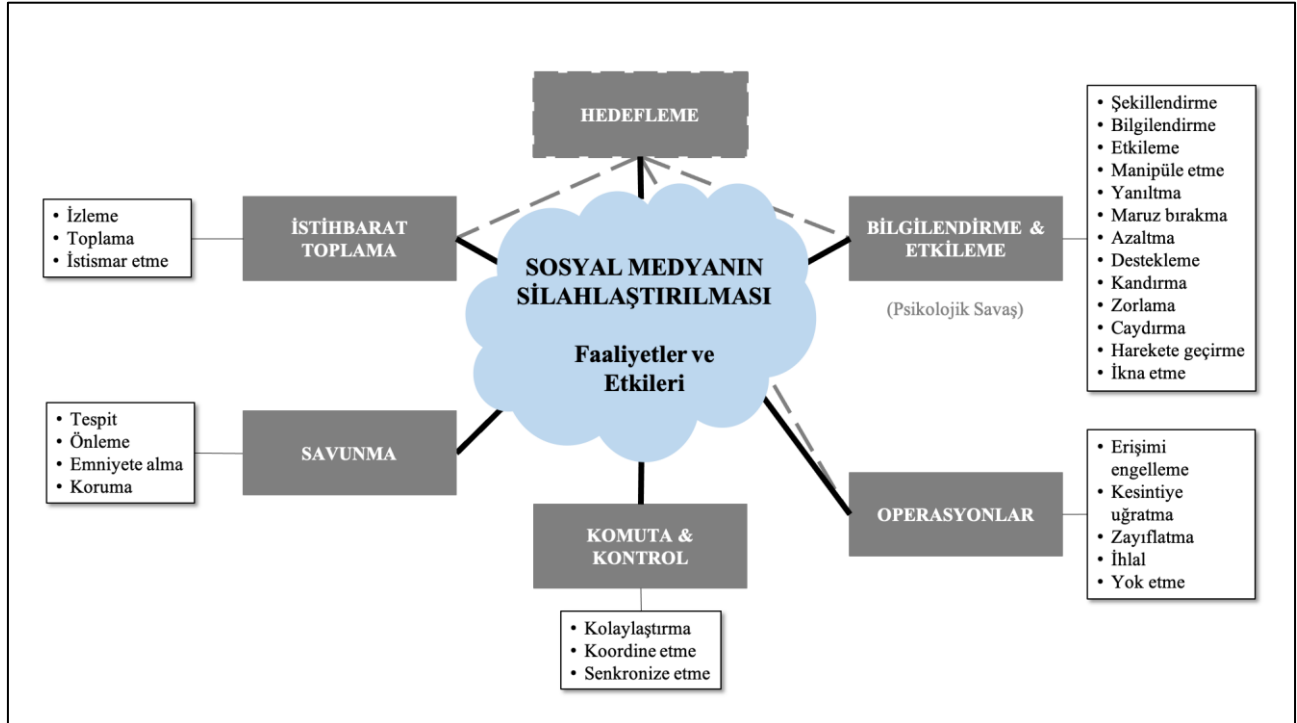 HEDEFLEME
• İzleme
• Toplama
• İstismar etme
İSTİHBARAT
TOPLAMA
SOSYAL MEDYANIN
SİLAHLAŞTIRILMASI
Faaliyetler ve
Etkileri
BİLGİLENDİRME &
ETKİLEME
(Psikolojik Savaş)
• Şekillendirme
• Bilgilendirme
• Etkileme
• Manipüle etme
• Yanıltma
• Maruz bırakma
• Azaltma
• Destekleme
• Kandırma
• Zorlama
• Caydırma
• Harekete geçirme
• İkna etme
• Tespit
• Önleme
• Emniyete alma
• Koruma
SAVUNMA
KOMUTA &
KONTROL
• Kolaylaştırma
• Koordine etme
• Senkronize etme
OPERASYONLAR
• Erişimi
engelleme
• Kesintiye
uğratma
• Zayıflatma
• İhlal
• Yok etme